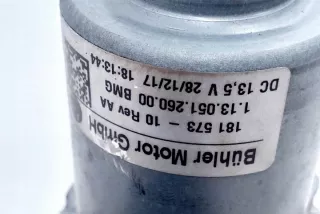 Bühler Motor GmbH
181 573 - 10 Rev AA
1.13.051.260.00 BMG
DC 13,5 V 28/12/17 18:13:44